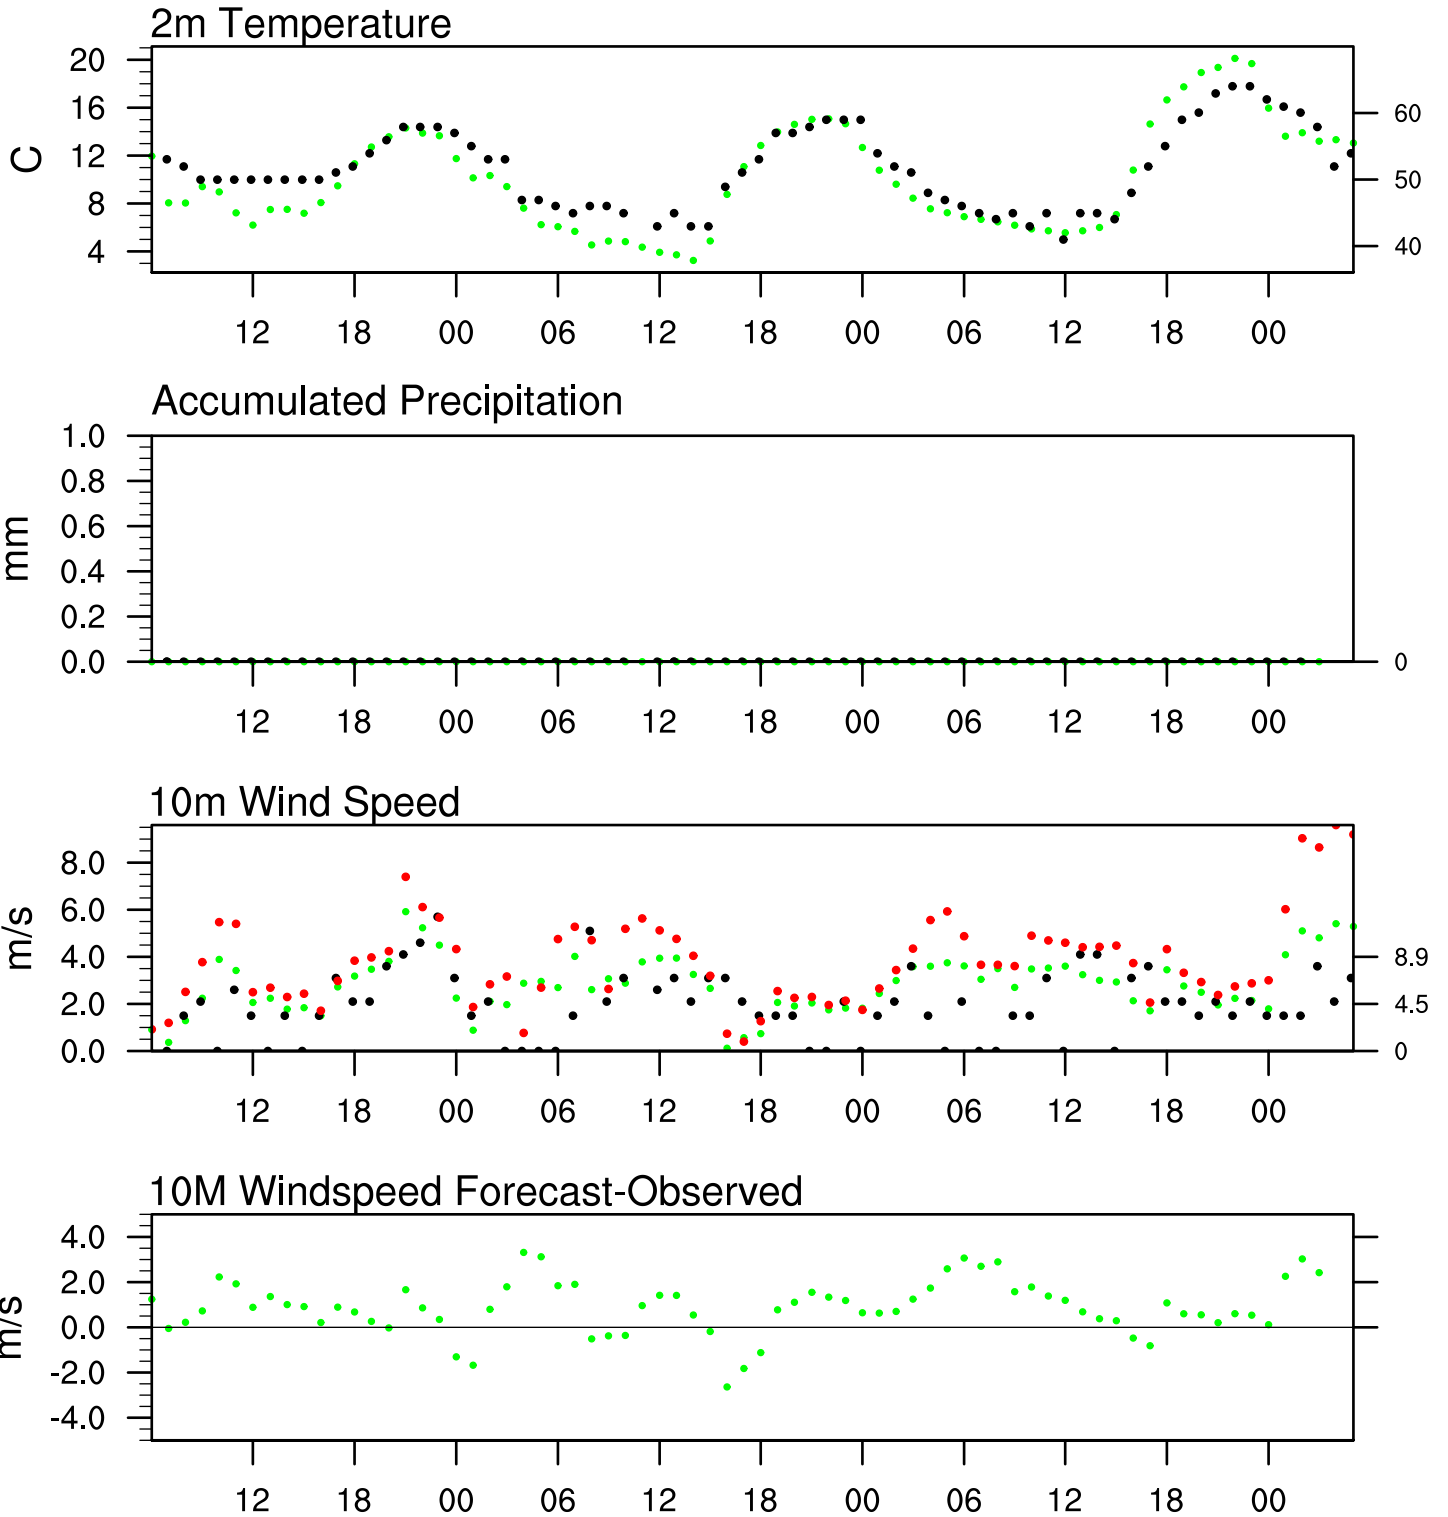 2m Temperature
20
16
12
8
4
C
60
50
40
12 18 00 06 12 18 00 06 12 18 00
Accumulated Precipitation
1.0
0.8
0.6
0.4
0.2
0.0
mm
0
12 18 00 06 12 18 00 06 12 18 00
10m Wind Speed
8.0
6.0
4.0
2.0
0.0
m/s
8.9
4.5
0
12 18 00 06 12 18 00 06 12 18 00
10M Windspeed Forecast-Observed
4.0
2.0
0.0
-2.0
-4.0
m/s
12 18 00 06 12 18 00 06 12 18 00